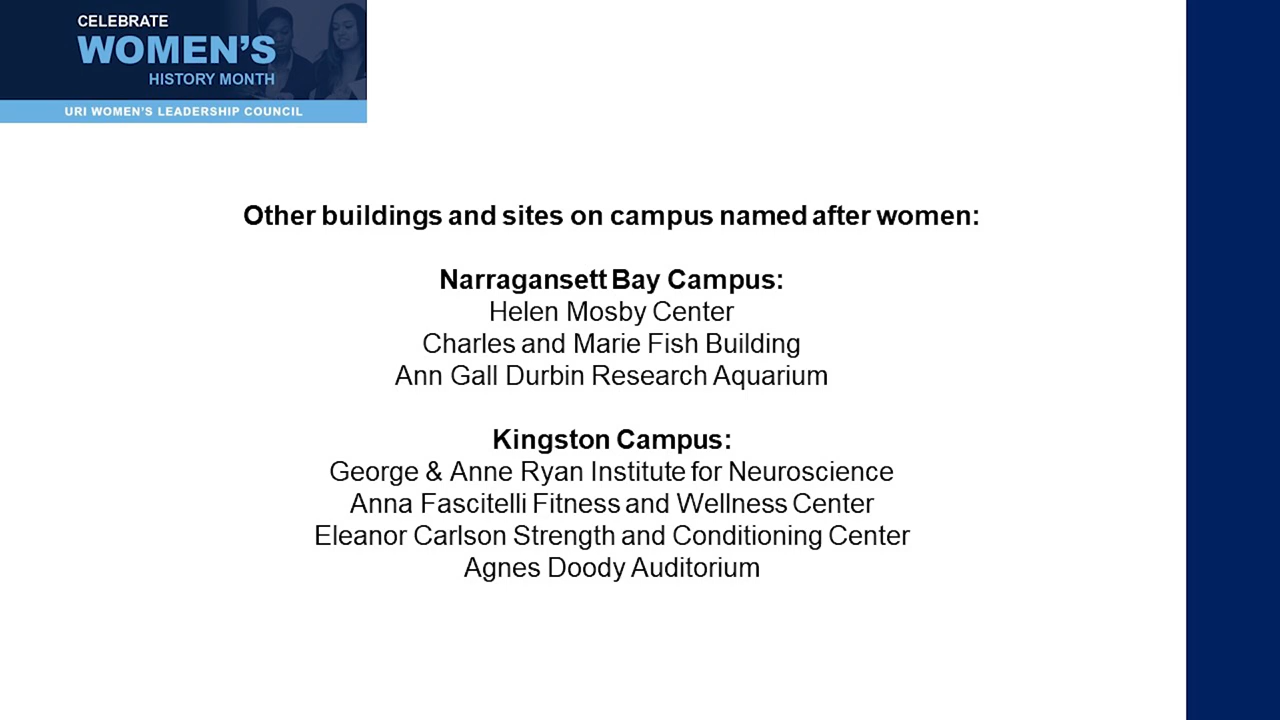 CELEBRATE
WOMEN'S
HISTORY MONTH
URI WOMEN'S LEADERSHIP COUNCIL
Other buildings and sites on campus named after women:
Narragansett Bay Campus:
Helen Mosby Center
Charles and Marie Fish Building
Ann Gall Durbin Research Aquarium
Kingston Campus:
George & Anne Ryan Institute for Neuroscience
Anna Fascitelli Fitness and Wellness Center
Eleanor Carlson Strength and Conditioning Center
Agnes Doody Auditorium